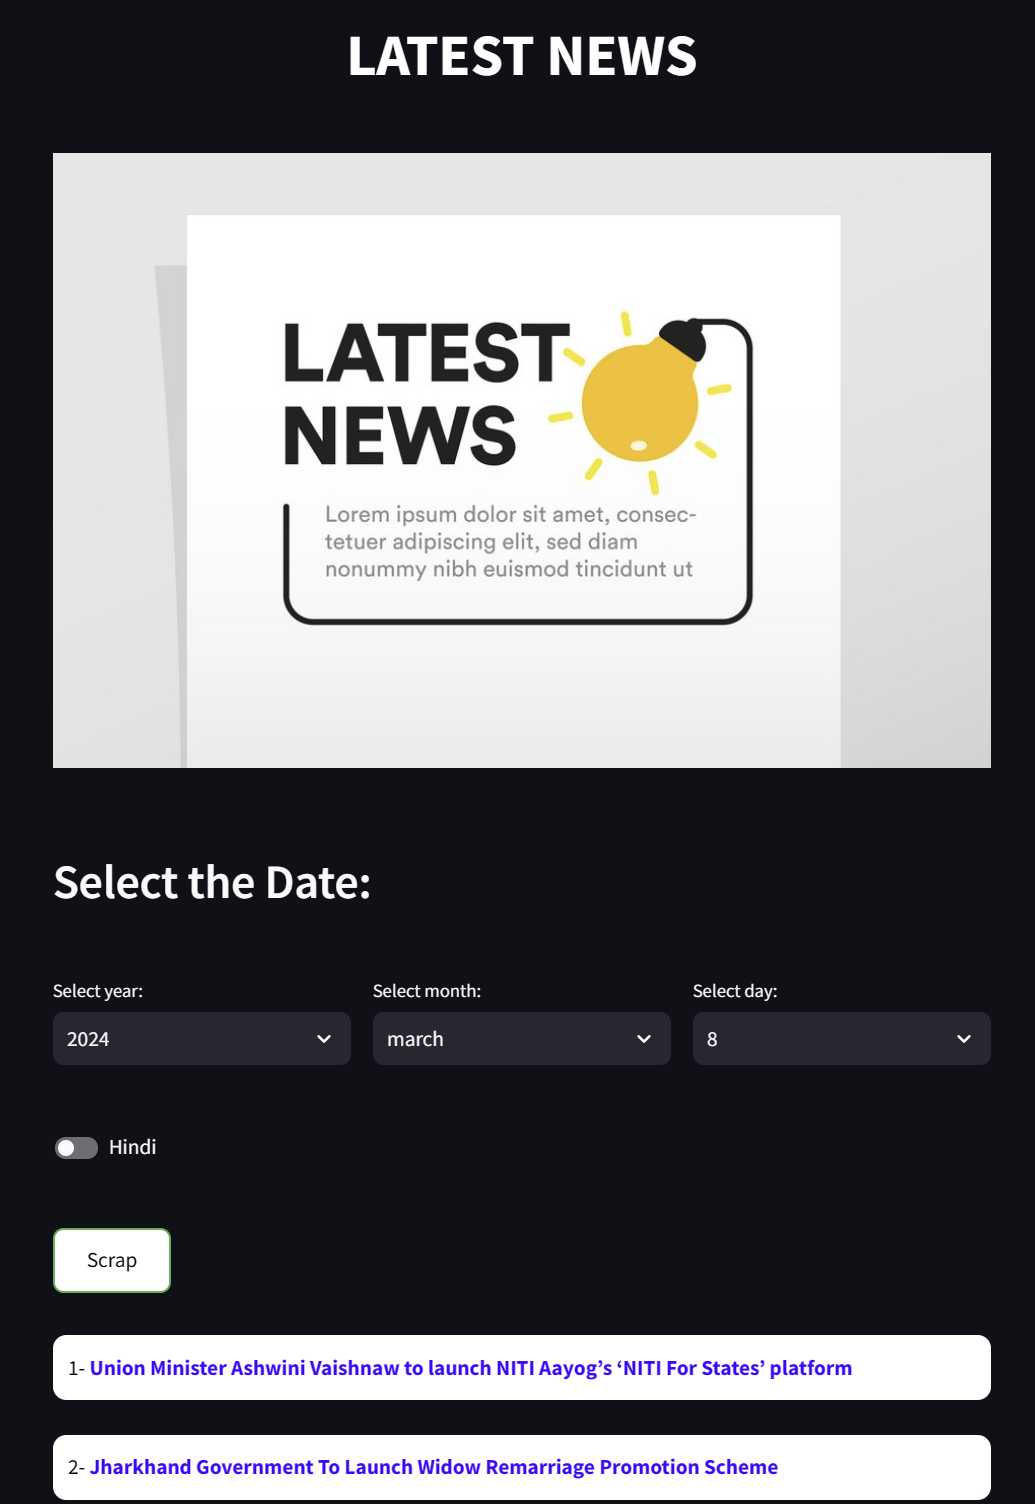 LATEST NEWS
LATEST
NEWS
Lorem ipsum dolor sit amet, consec-
tetuer adipiscing elit, sed diam
nonummy nibh euismod tincidunt ut
Select the Date:
Select year:
Select month:
Select day:
2024
march
8
Hindi
Scrap
1- Union Minister Ashwini Vaishnaw to launch NITI Aayog’s ‘NITI For States’ platform
2- Jharkhand Government To Launch Widow Remarriage Promotion Scheme